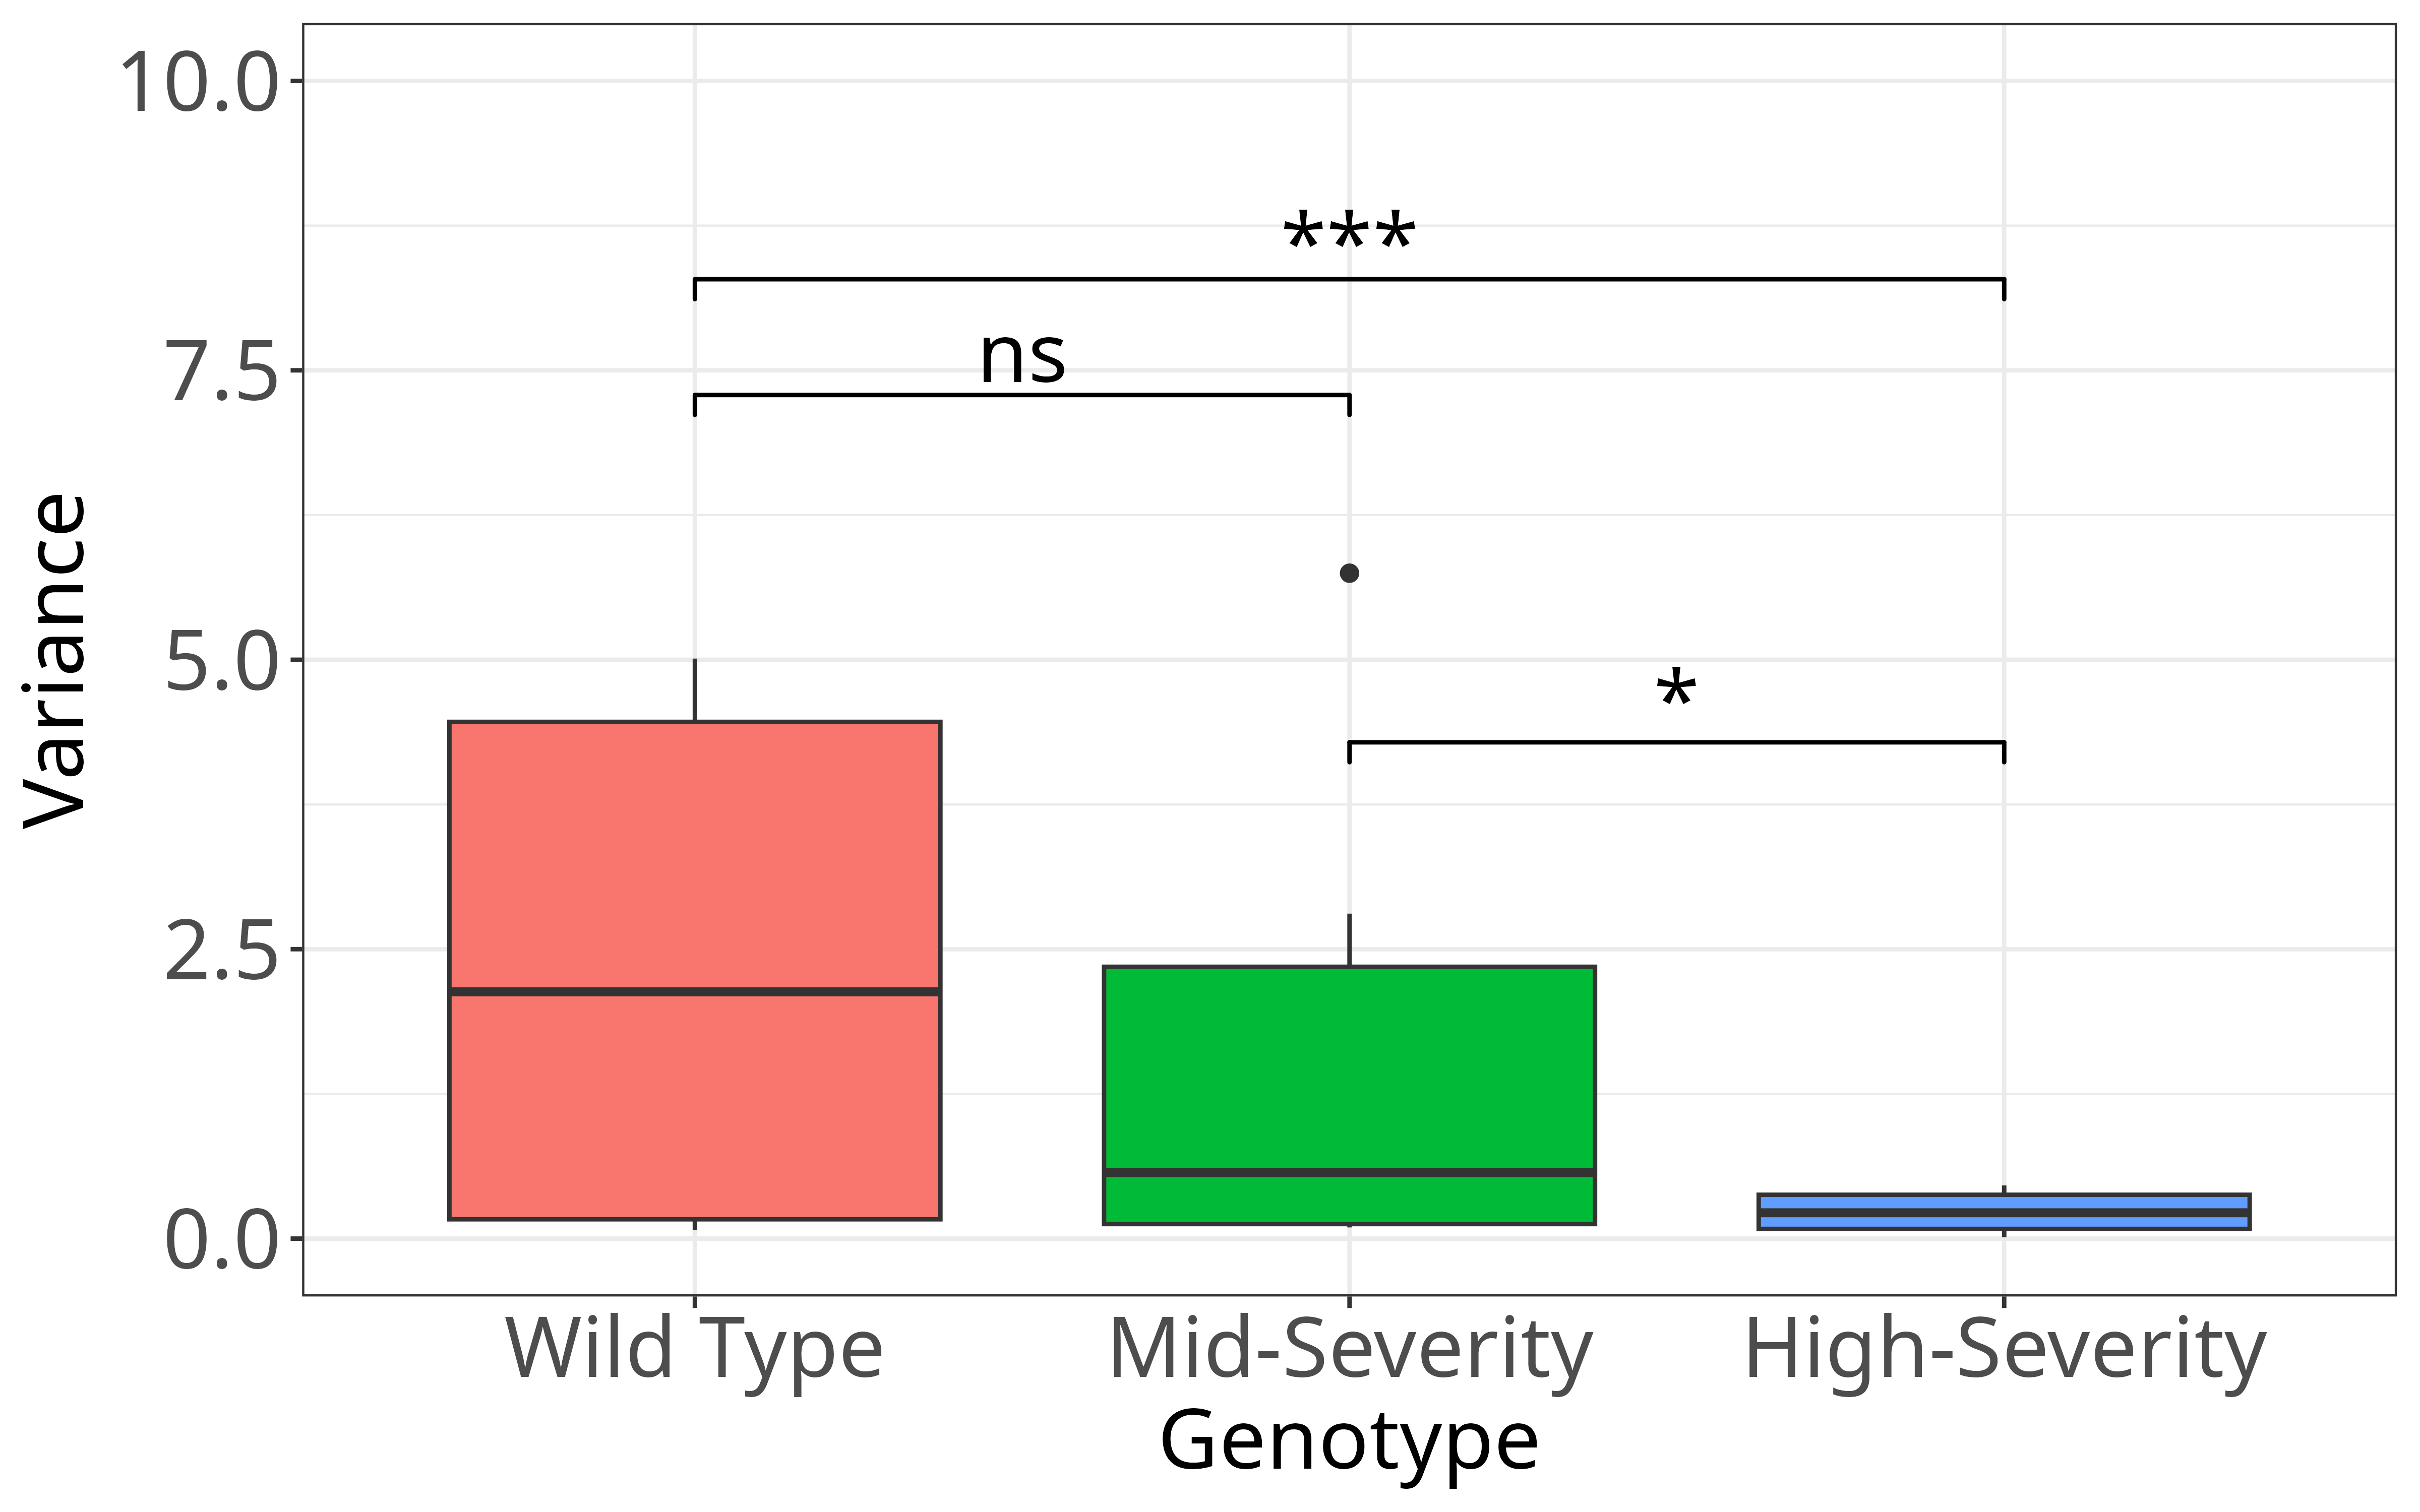 10.0
7.5
5.0
2.5
0.0
Variance
***
ns
*
Wild Type Mid-Severity High-Severity
Genotype